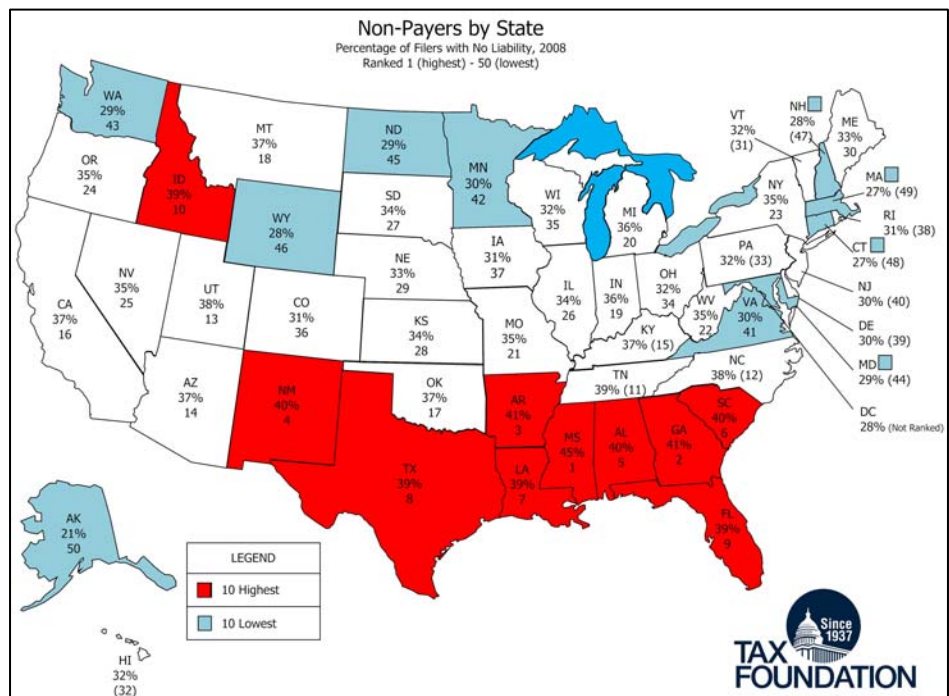 Non-Payers by State
Percentage of Filers with No Liability, 2008
Ranked 1 (highest) - 50 (lowest)
WA
29%
43
OR
35%
24
CA
37%
16
NV
35%
25
ID
39%
10
MT
37%
18
WY
28%
46
UT
38%
13
AZ
37%
14
CO
31%
36
NM
40%
4
ND
29%
45
SD
34%
27
NE
33%
29
KS
34%
28
OK
37%
17
TX
39%
8
MN
30%
42
IA
31%
37
MO
35%
21
AR
41%
3
LA
39%
7
WI
32%
35
IL
34%
26
MI
36%
20
IN
36%
19
OH
32%
34
KY
37% (15)
TN
39% (11)
MS
45%
1
AL
40%
5
GA
41%
2
FL
39%
9
SC
40%
6
NC
38% (12)
WV
35%
22
VA
30%
41
PA
32% (33)
NY
35%
23
VT
32%
(31)
NH
28%
(47)
ME
33%
30
MA
27% (49)
RI
31% (38)
CT
27% (48)
NJ
30% (40)
DE
30% (39)
MD
29% (44)
DC
28% (Not Ranked)
AK
21%
50
HI
32%
(32)
LEGEND
10 Highest
10 Lowest
Since
1937
TAX
FOUNDATION